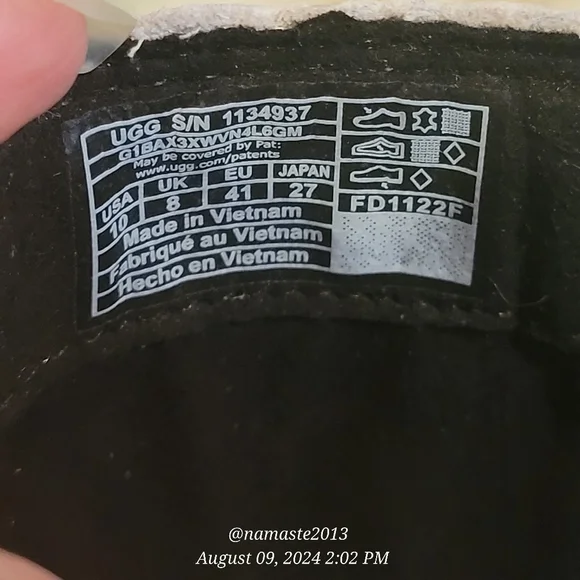 UGG S/N 1134937
G1BAX3XWVN4L6GM
May be covered by Pat:
www.ugg.com/patents
USA UK EU JAPAN
10 8 41 27
Made in Vietnam
Fabriqué au Vietnam
Hecho en Vietnam
FD1122F
@namaste2013
August 09, 2024 2:02 PM